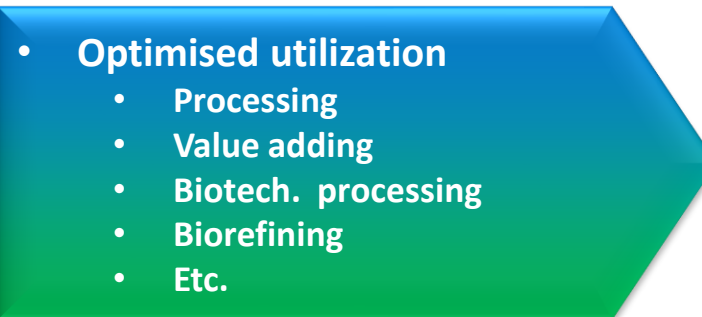 • Optimised utilization
• Processing
• Value adding
• Biotech. processing
• Biorefining
• Etc.